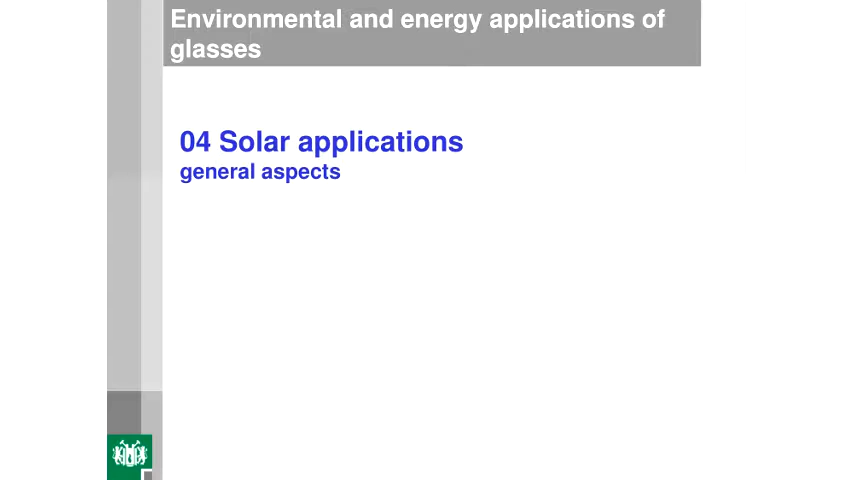 Environmental and energy applications of
glasses
04 Solar applications
general aspects